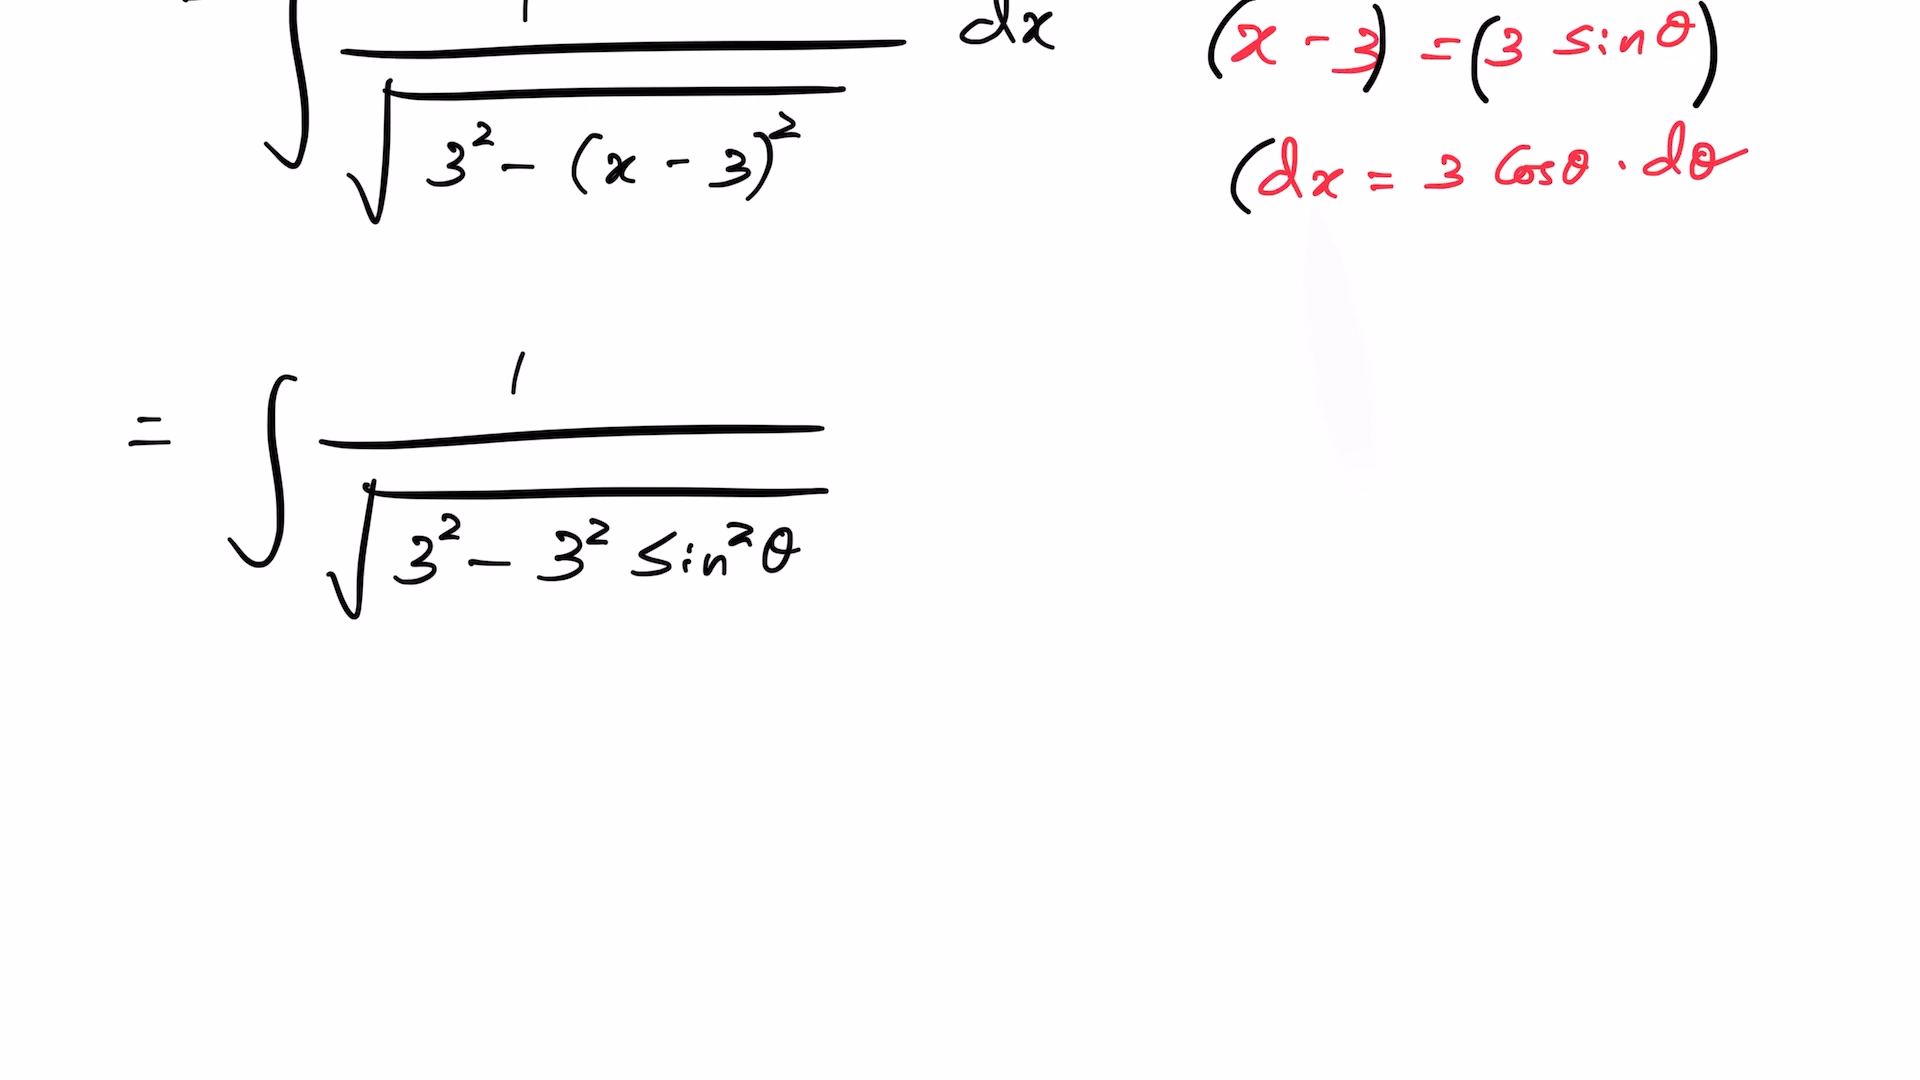 ∫ 1 / √(3² - (x - 3)²) dx
(x - 3) = (3 sinθ)
(dx = 3 cosθ · dθ
= ∫ 1 / √(3² - 3² sin²θ)